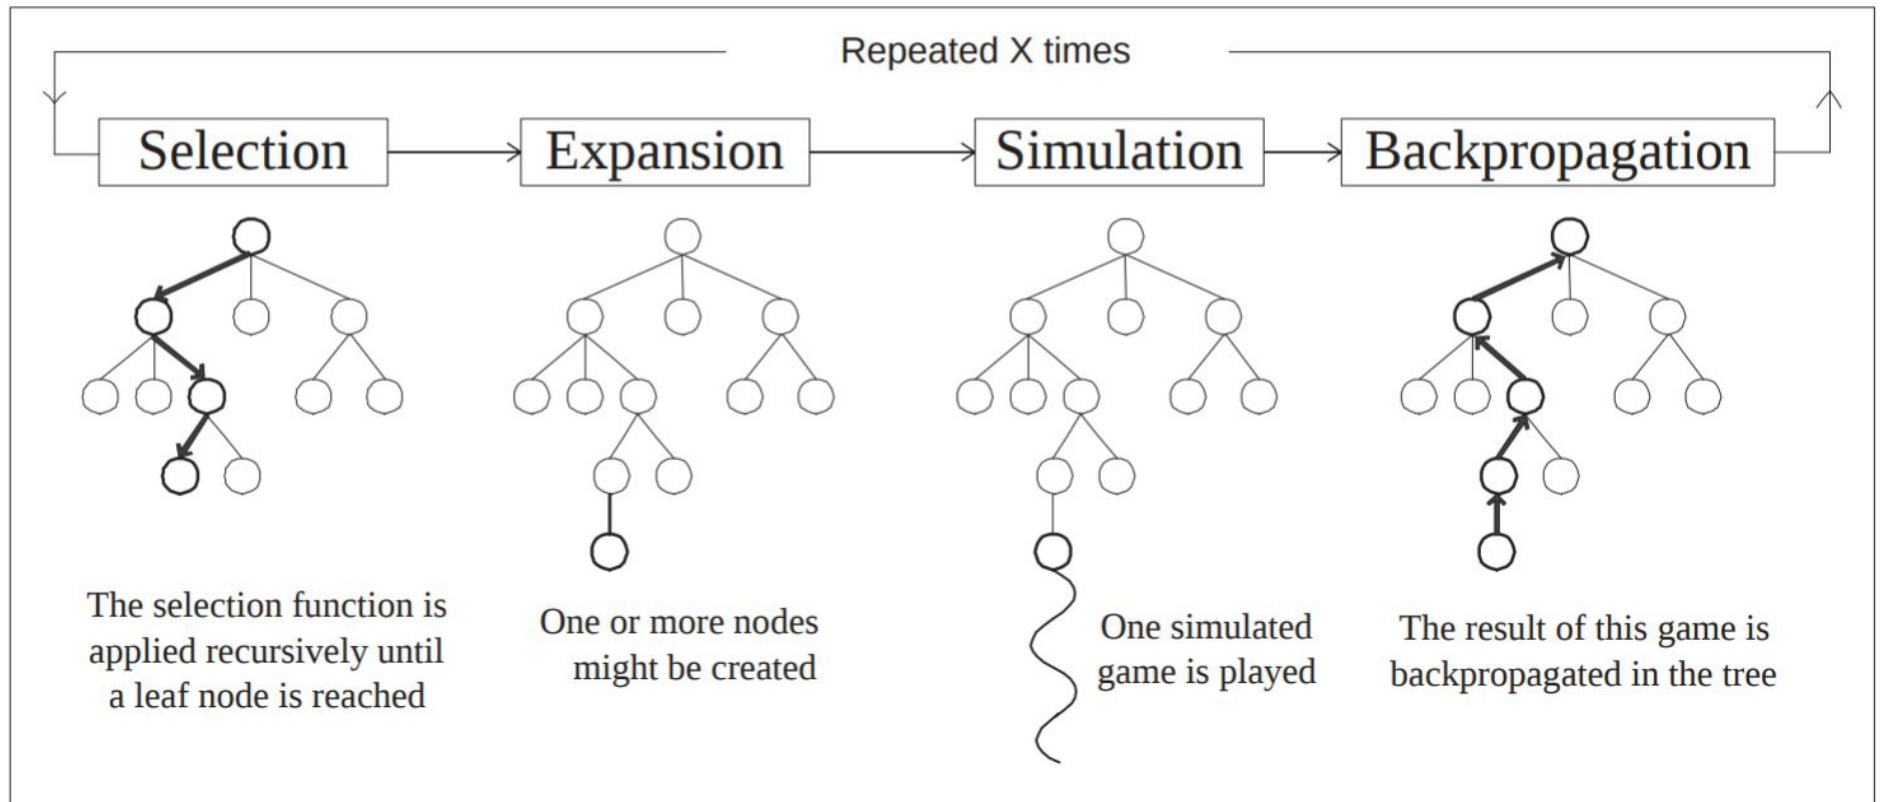 Repeated X times
Selection
Expansion
Simulation
Backpropagation
The selection function is
applied recursively until
a leaf node is reached
One or more nodes
might be created
One simulated
game is played
The result of this game is
backpropagated in the tree